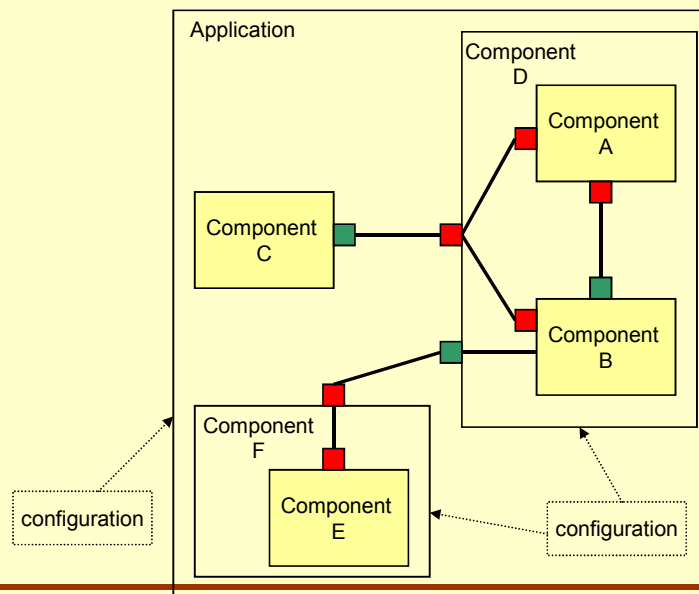 Application
Component
D
Component
A
Component
C
Component
B
Component
F
Component
E
configuration
configuration